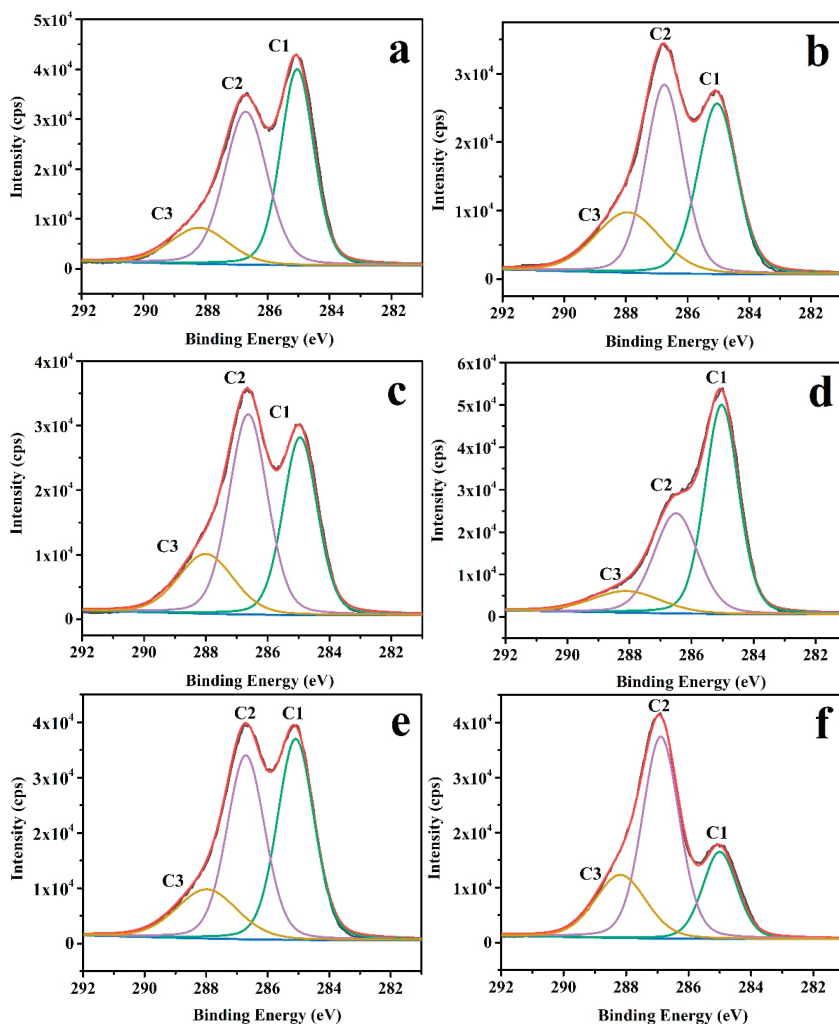 a
C1
C2
C3
Intensity (cps)
5x10⁴
4x10⁴
3x10⁴
2x10⁴
1x10⁴
0
292 290 288 286 284 282
Binding Energy (eV)
b
C2
C1
C3
Intensity (cps)
3x10⁴
2x10⁴
1x10⁴
0
292 290 288 286 284 282
Binding Energy (eV)
c
C2
C1
C3
Intensity (cps)
4x10⁴
3x10⁴
2x10⁴
1x10⁴
0
292 290 288 286 284 282
Binding Energy (eV)
d
C1
C2
C3
Intensity (cps)
6x10⁴
5x10⁴
4x10⁴
3x10⁴
2x10⁴
1x10⁴
0
292 290 288 286 284 282
Binding Energy (eV)
e
C2 C1
C3
Intensity (cps)
4x10⁴
3x10⁴
2x10⁴
1x10⁴
0
292 290 288 286 284 282
Binding Energy (eV)
f
C2
C1
C3
Intensity (cps)
4x10⁴
3x10⁴
2x10⁴
1x10⁴
0
292 290 288 286 284 282
Binding Energy (eV)